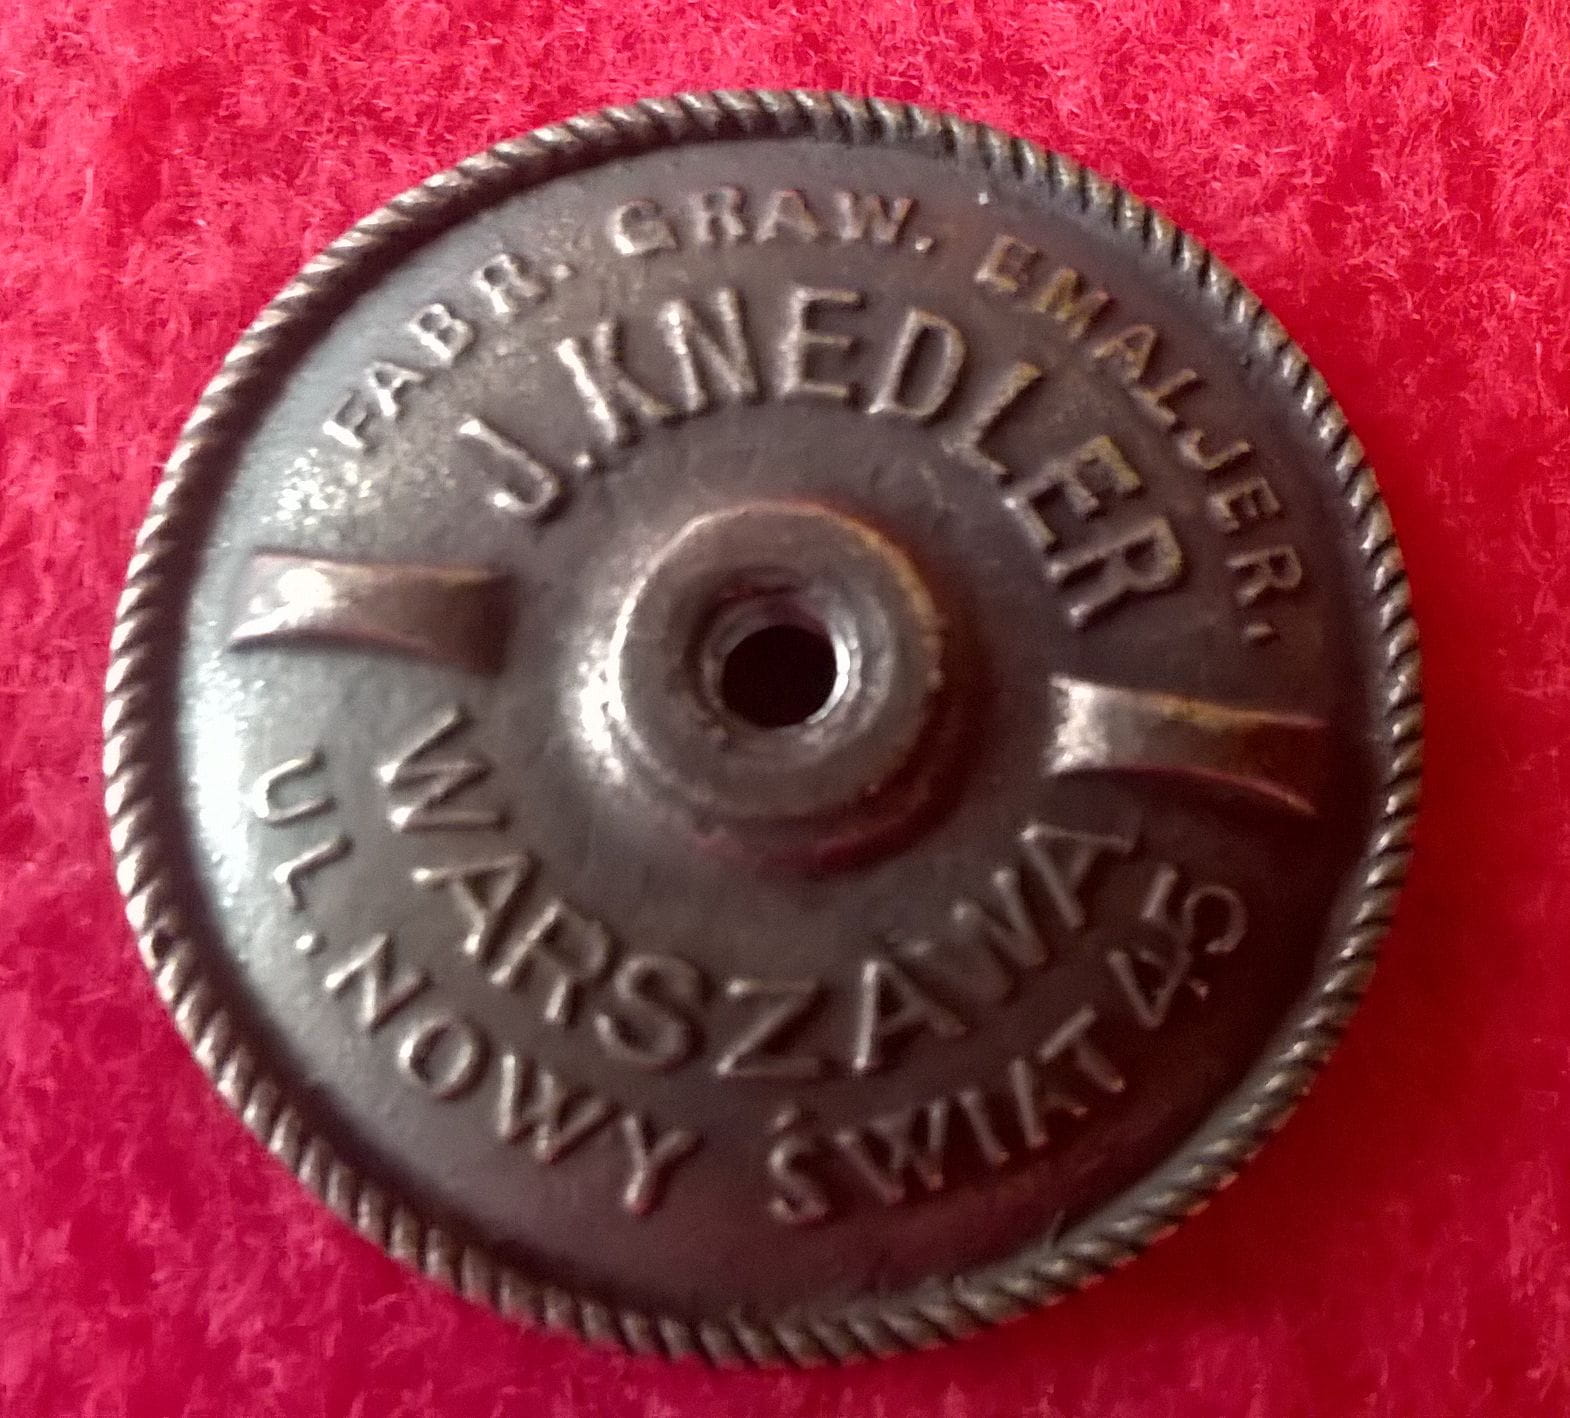 FABR. GRAW. EMALJER.
J. KNEDLER
WARSZAWA
UL. NOWY ŚWIAT 45